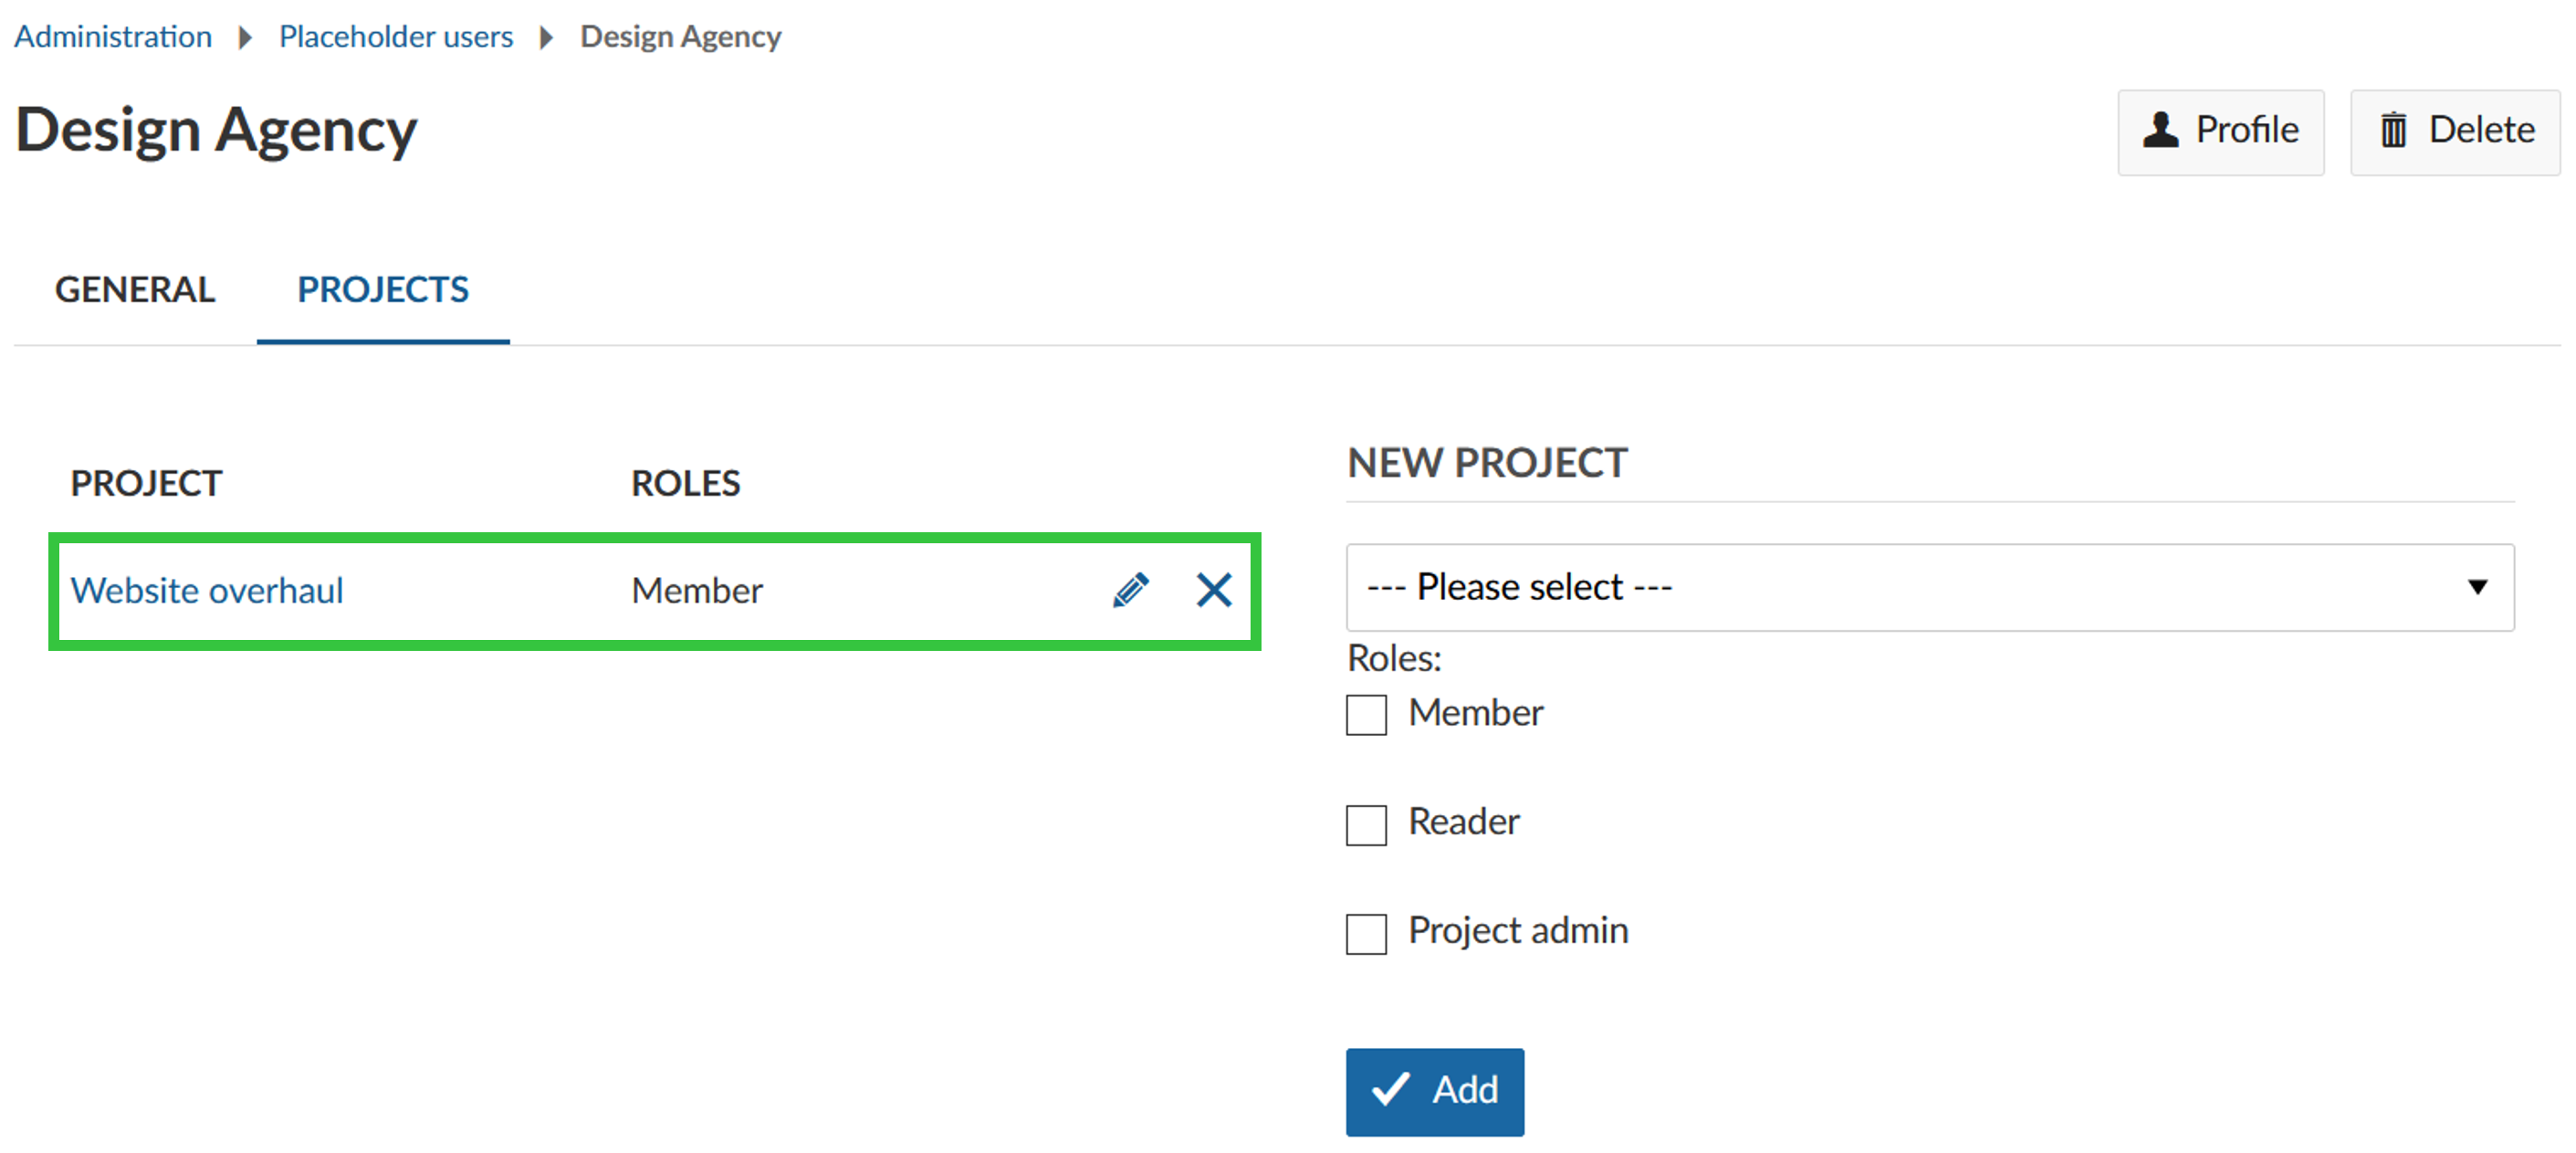 Administration Placeholder users Design Agency
Design Agency
Profile Delete
GENERAL PROJECTS
PROJECT ROLES
Website overhaul Member
NEW PROJECT
--- Please select ---
Roles:
Member
Reader
Project admin
Add